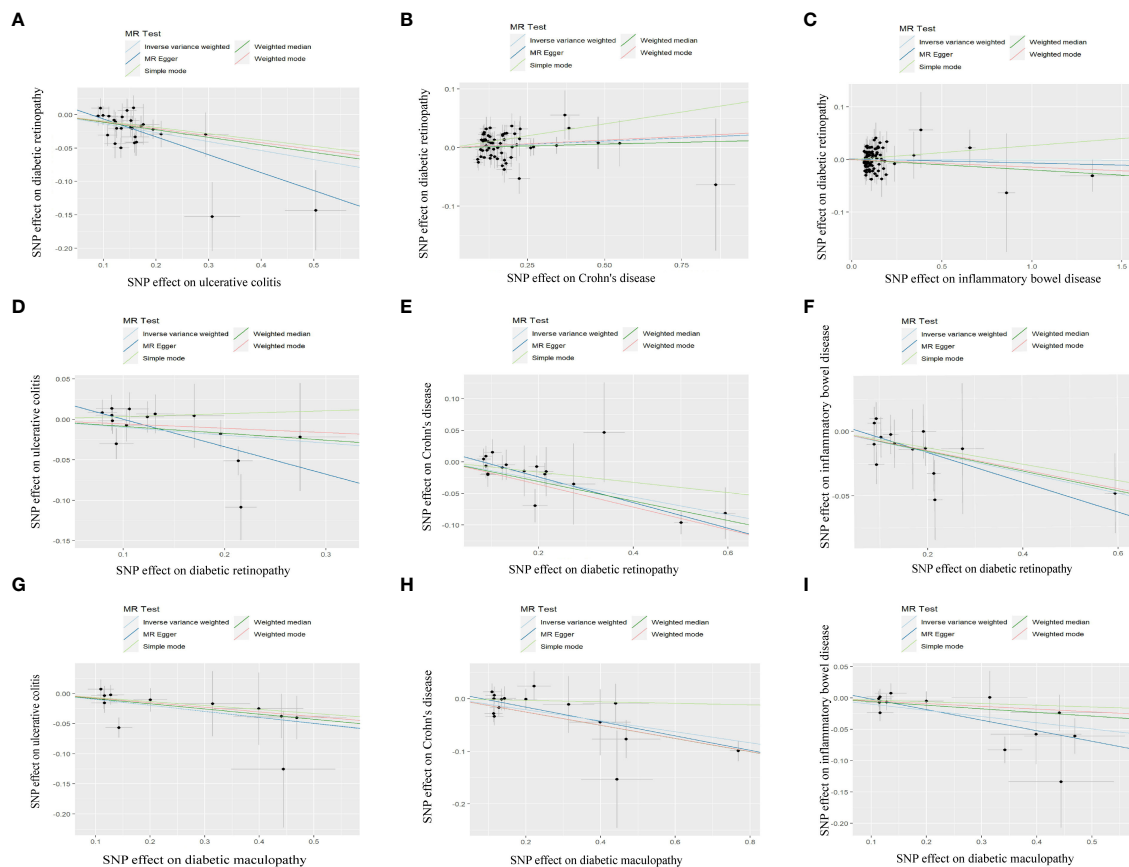 A
MR Test
Inverse variance weighted
Weighted median
MR Egger
Weighted mode
Simple mode
SNP effect on diabetic retinopathy
0.00
-0.05
-0.10
-0.15
-0.20
0.1
0.2
0.3
0.4
0.5
SNP effect on ulcerative colitis
B
MR Test
Inverse variance weighted
Weighted median
MR Egger
Weighted mode
Simple mode
SNP effect on diabetic retinopathy
0.1
0.0
-0.1
0.25
0.50
0.75
SNP effect on Crohn's disease
C
MR Test
Inverse variance weighted
Weighted median
MR Egger
Weighted mode
Simple mode
SNP effect on diabetic retinopathy
0.1
0.0
-0.1
0.0
0.5
1.0
1.5
SNP effect on inflammatory bowel disease
D
MR Test
Inverse variance weighted
Weighted median
MR Egger
Weighted mode
Simple mode
SNP effect on ulcerative colitis
0.05
0.00
-0.05
-0.10
-0.15
0.1
0.2
0.3
SNP effect on diabetic retinopathy
E
MR Test
Inverse variance weighted
Weighted median
MR Egger
Weighted mode
Simple mode
SNP effect on Crohn's disease
0.10
0.05
0.00
-0.05
-0.10
0.2
0.4
0.6
SNP effect on diabetic retinopathy
F
MR Test
Inverse variance weighted
Weighted median
MR Egger
Weighted mode
Simple mode
SNP effect on inflammatory bowel disease
0.00
-0.05
0.2
0.4
0.6
SNP effect on diabetic retinopathy
G
MR Test
Inverse variance weighted
Weighted median
MR Egger
Weighted mode
Simple mode
SNP effect on ulcerative colitis
0.00
-0.05
-0.10
-0.15
-0.20
0.1
0.2
0.3
0.4
0.5
SNP effect on diabetic maculopathy
H
MR Test
Inverse variance weighted
Weighted median
MR Egger
Weighted mode
Simple mode
SNP effect on Crohn's disease
0.1
0.0
-0.1
-0.2
0.2
0.4
0.6
0.8
SNP effect on diabetic maculopathy
I
MR Test
Inverse variance weighted
Weighted median
MR Egger
Weighted mode
Simple mode
SNP effect on inflammatory bowel disease
0.05
0.00
-0.05
-0.10
-0.15
-0.20
0.1
0.2
0.3
0.4
0.5
SNP effect on diabetic maculopathy